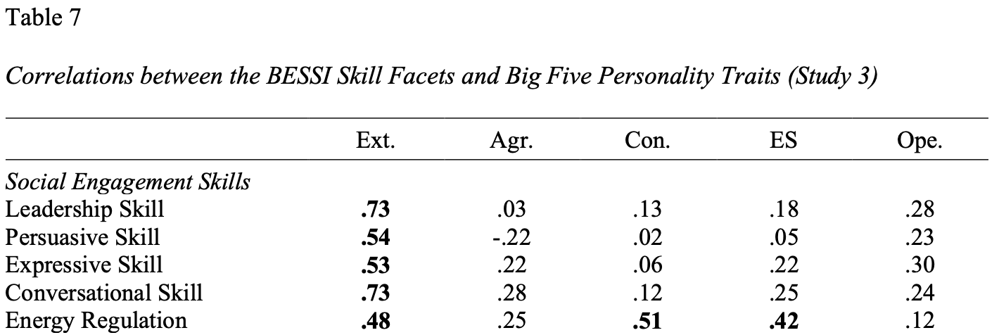 Table 7
Correlations between the BESSI Skill Facets and Big Five Personality Traits (Study 3)
Ext. Agr. Con. ES Ope.
Social Engagement Skills
Leadership Skill .73 .03 .13 .18 .28
Persuasive Skill .54 -.22 .02 .05 .23
Expressive Skill .53 .22 .06 .22 .30
Conversational Skill .73 .28 .12 .25 .24
Energy Regulation .48 .25 .51 .42 .12